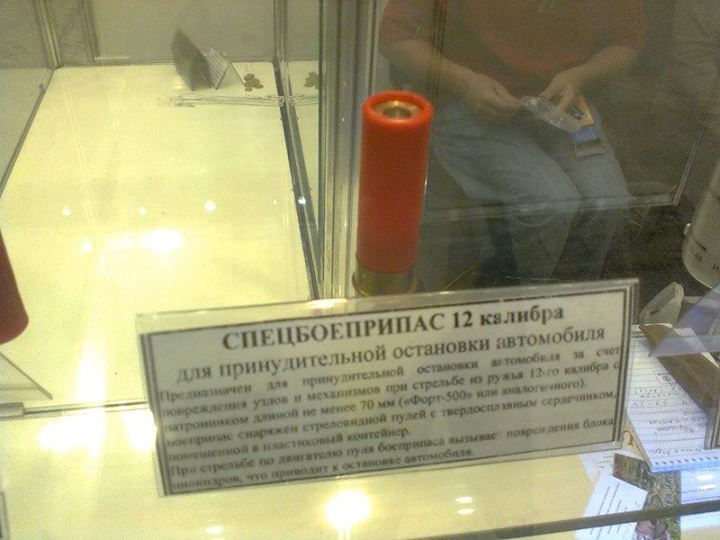 СПЕЦБОЕПРИПАС 12 калибра
для принудительной остановки автомобиля
Предназначен для принудительной остановки автомобиля за счет
повреждения узлов и механизмов при стрельбе из ружья 12-го калибра с
патронником длиной не менее 70 мм («Форт-500» или аналогичного).
Боеприпас снаряжен стреловидной пулей с твердосплавным сердечником,
помещенной в пластиковый контейнер.
При стрельбе по двигателю пуля боеприпаса вызывает повреждения блока
цилиндров, что приводит к остановке автомобиля.